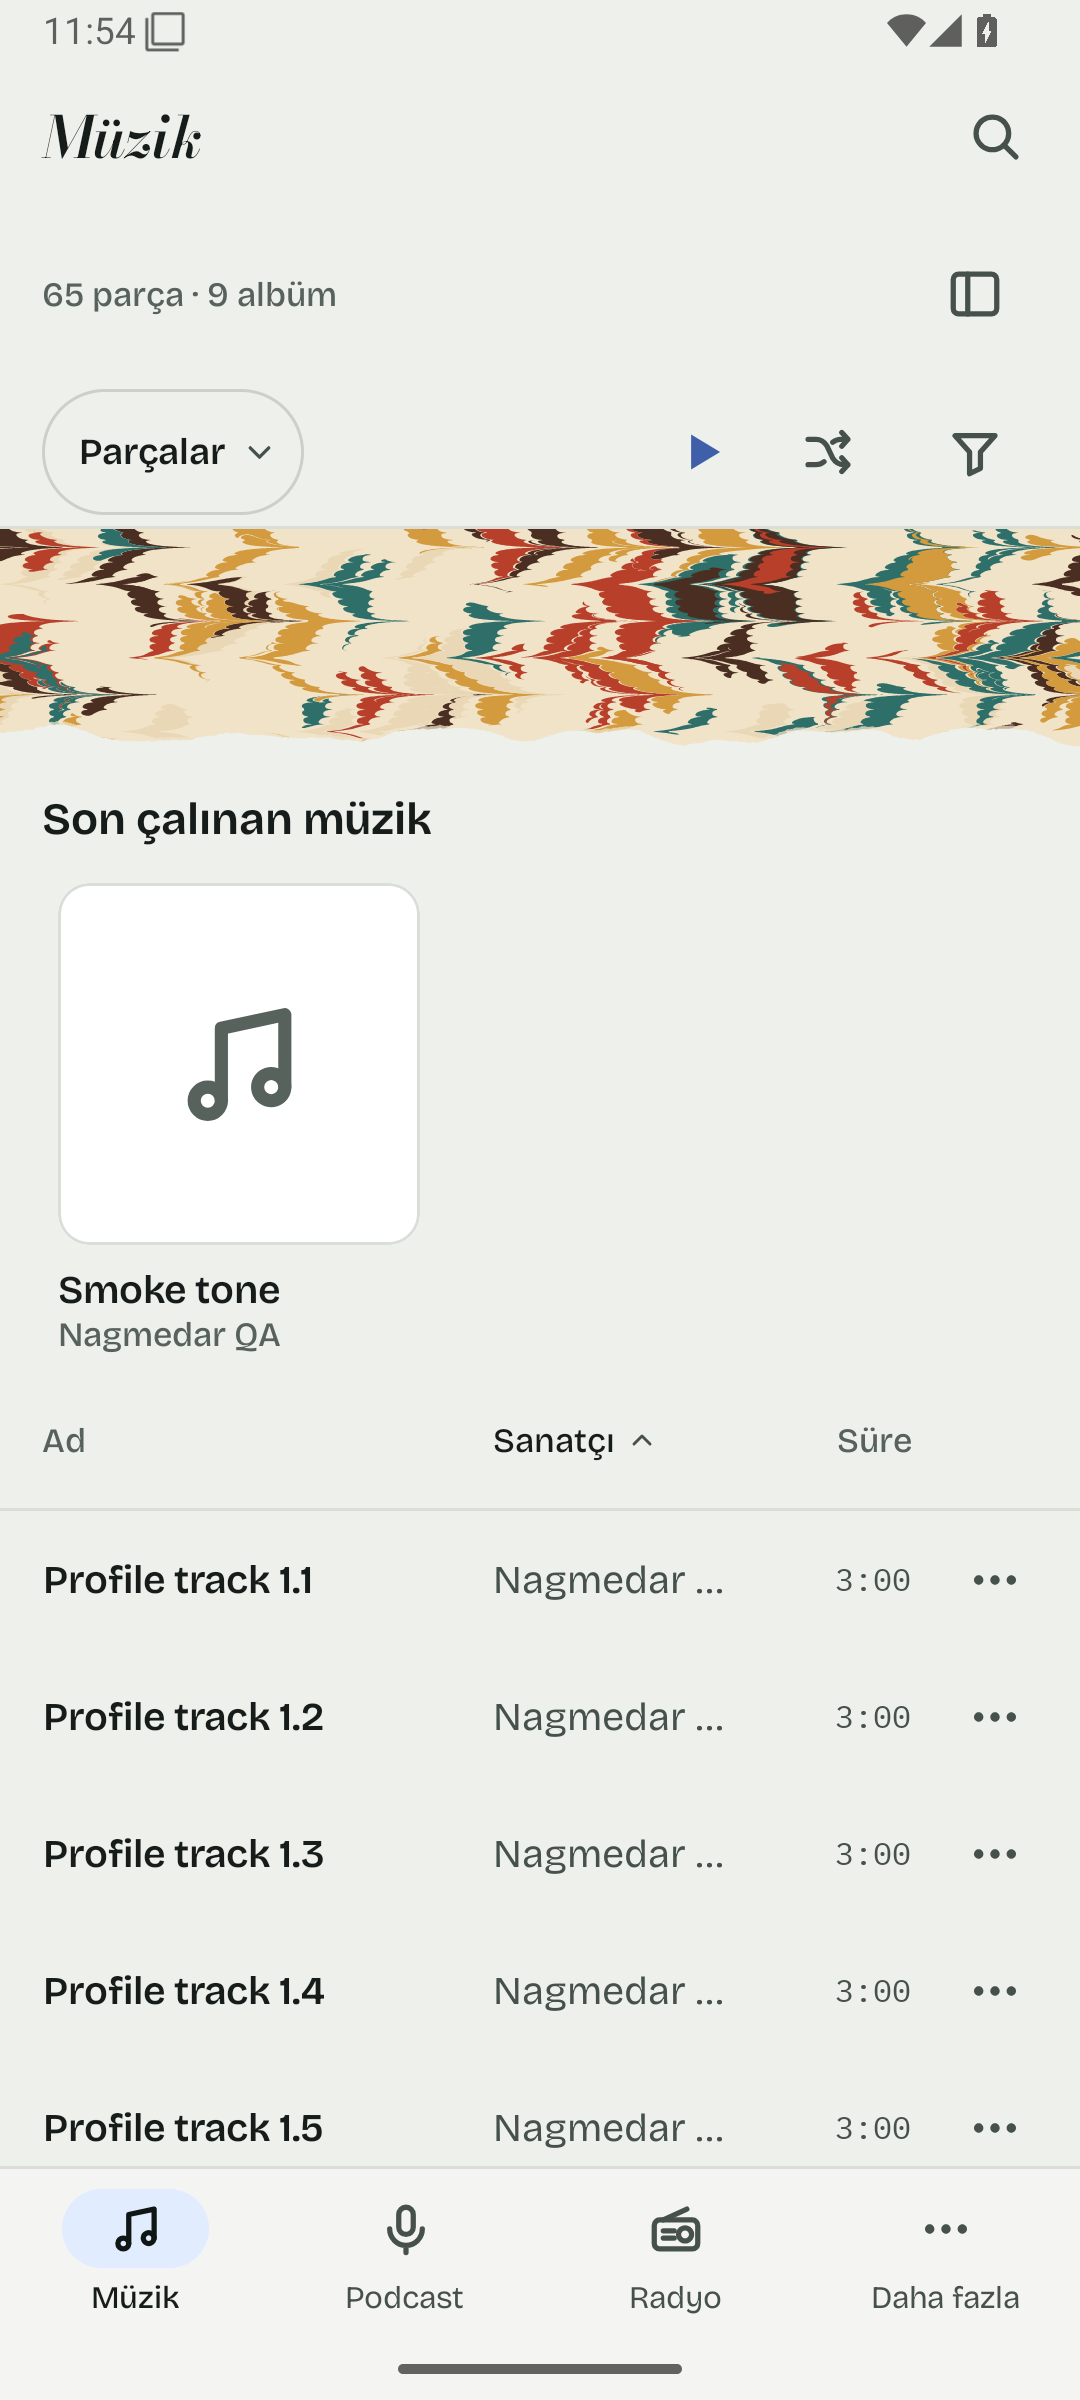 11:54
Müzik
65 parça · 9 albüm
Parçalar
Son çalınan müzik
Smoke tone
Nagmedar QA
Ad Sanatçı Süre
Profile track 1.1 Nagmedar ... 3:00
Profile track 1.2 Nagmedar ... 3:00
Profile track 1.3 Nagmedar ... 3:00
Profile track 1.4 Nagmedar ... 3:00
Profile track 1.5 Nagmedar ... 3:00
Müzik Podcast Radyo Daha fazla